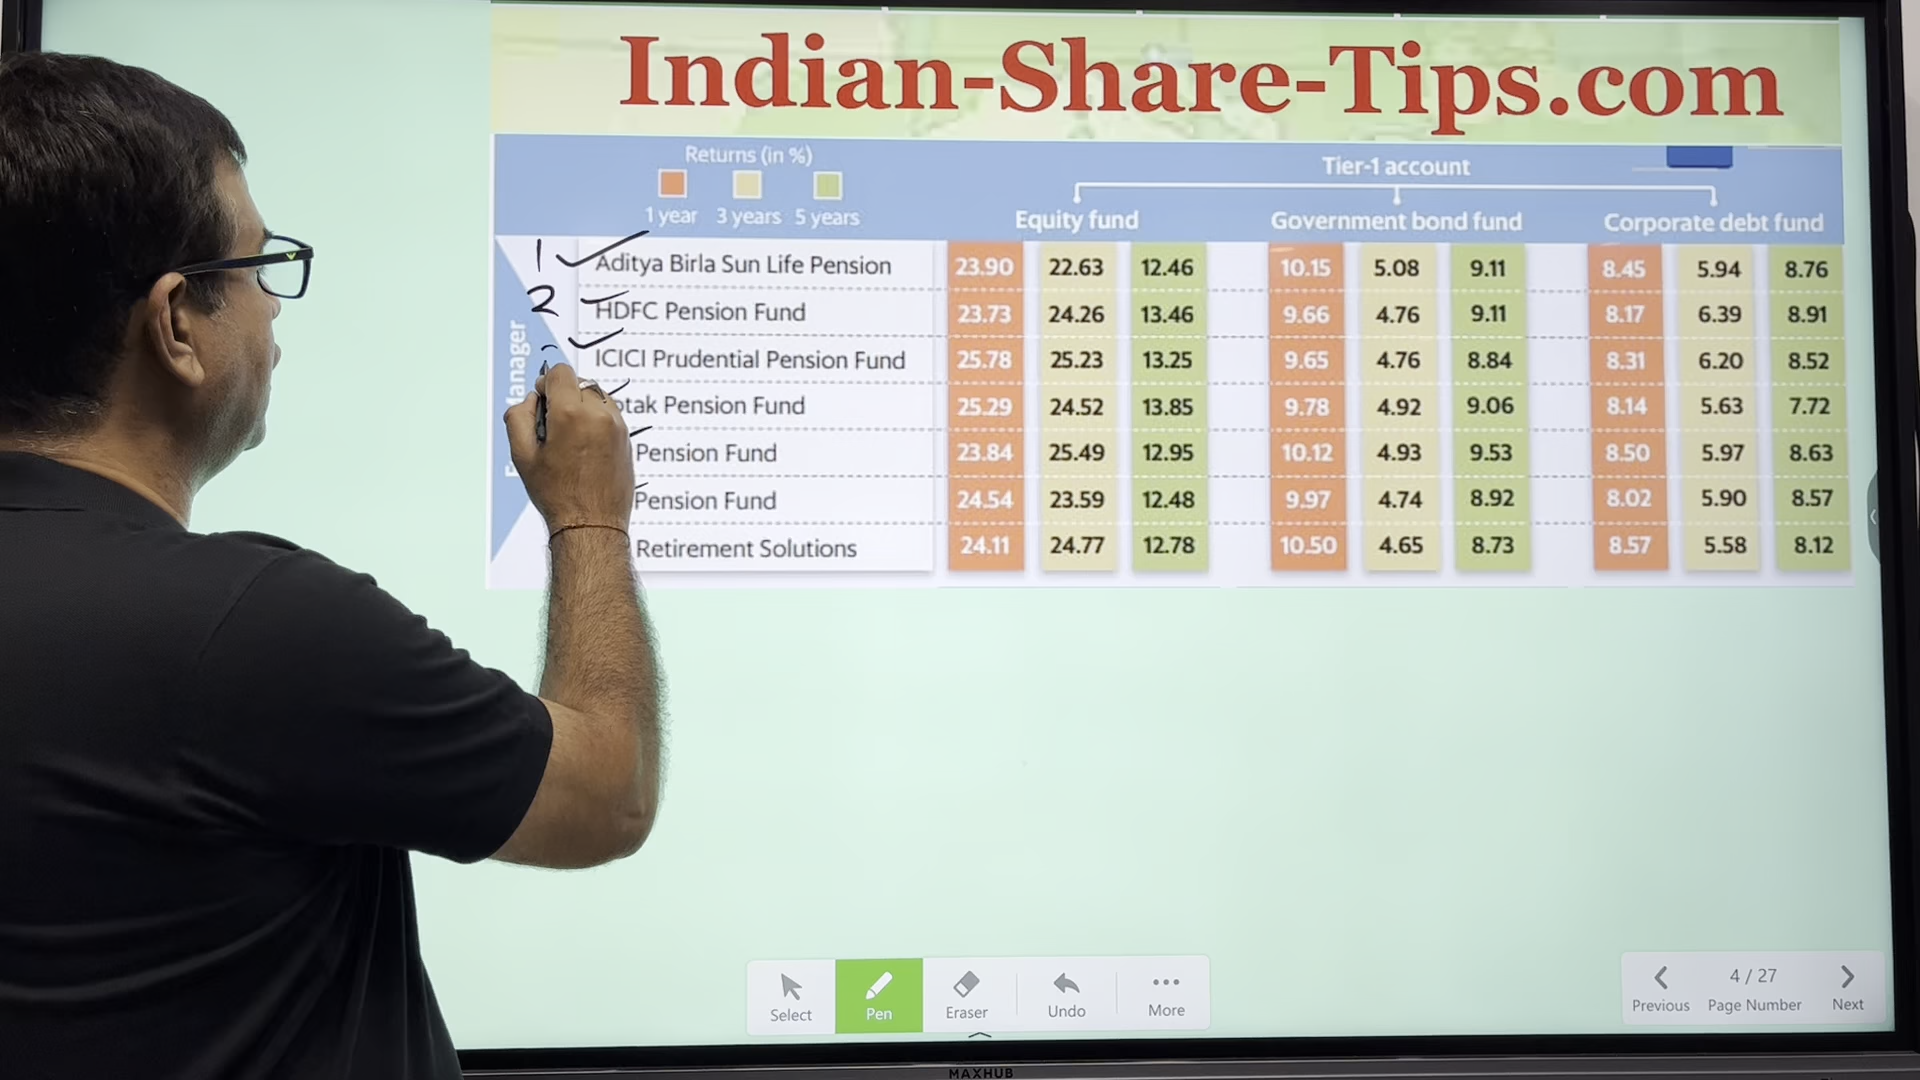 Indian-Share-Tips.com
Returns (in %)
1 year 3 years 5 years
Tier-1 account
Equity fund Government bond fund Corporate debt fund
1 Aditya Birla Sun Life Pension 23.90 22.63 12.46 10.15 5.08 9.11 8.45 5.94 8.76
2 HDFC Pension Fund 23.73 24.26 13.46 9.66 4.76 9.11 8.17 6.39 8.91
ICICI Prudential Pension Fund 25.78 25.23 13.25 9.65 4.76 8.84 8.31 6.20 8.52
Pension Fund 25.29 24.52 13.85 9.78 4.92 9.06 8.14 5.63 7.72
Pension Fund 23.84 25.49 12.95 10.12 4.93 9.53 8.50 5.97 8.63
Pension Fund 24.54 23.59 12.48 9.97 4.74 8.92 8.02 5.90 8.57
Retirement Solutions 24.11 24.77 12.78 10.50 4.65 8.73 8.57 5.58 8.12
Select Pen Eraser Undo More
4 / 27
Previous Page Number Next
MAXHUB